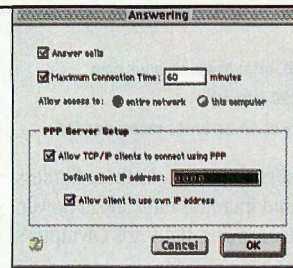 Answering
Answer calls
Maximum Connection Time: 60 minutes
Allow access to: entire network this computer
PPP Server Setup
Allow TCP/IP clients to connect using PPP
Default client IP address:
Allow client to use own IP address
Cancel OK